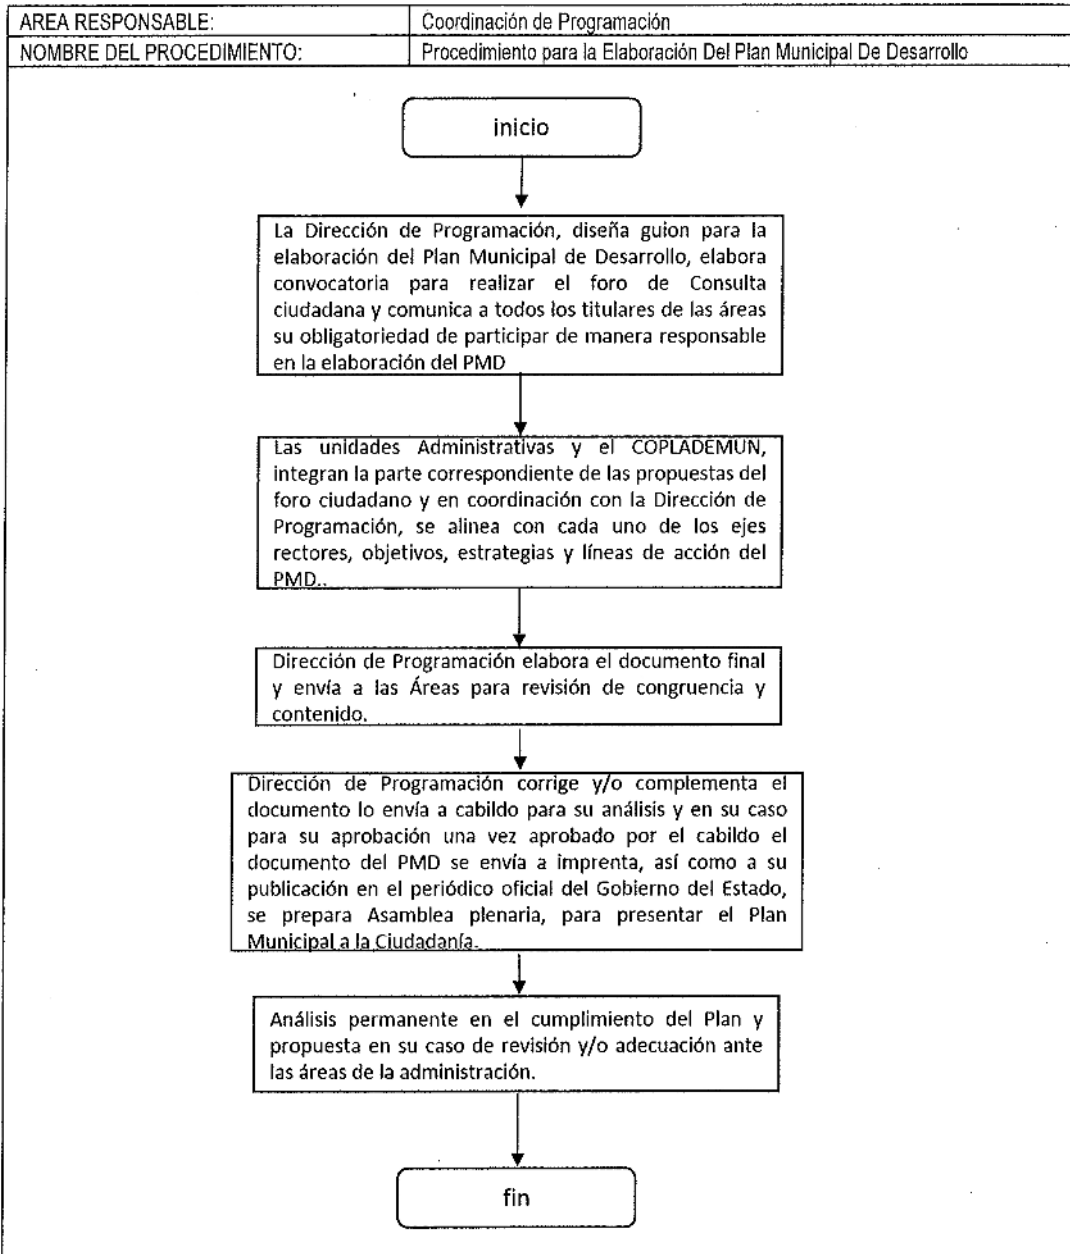 AREA RESPONSABLE: Coordinación de Programación
NOMBRE DEL PROCEDIMIENTO: Procedimiento para la Elaboración Del Plan Municipal De Desarrollo
inicio
La Dirección de Programación, diseña guion para la
elaboración del Plan Municipal de Desarrollo, elabora
convocatoria para realizar el foro de Consulta
ciudadana y comunica a todos los titulares de las áreas
su obligatoriedad de participar de manera responsable
en la elaboración del PMD
Las unidades Administrativas y el COPLADEMUN,
integran la parte correspondiente de las propuestas del
foro ciudadano y en coordinación con la Dirección de
Programación, se alinea con cada uno de los ejes
rectores, objetivos, estrategias y líneas de acción del
PMD..
Dirección de Programación elabora el documento final
y envía a las Áreas para revisión de congruencia y
contenido.
Dirección de Programación corrige y/o complementa el
documento lo envía a cabildo para su análisis y en su caso
para su aprobación una vez aprobado por el cabildo el
documento del PMD se envía a imprenta, así como a su
publicación en el periódico oficial del Gobierno del Estado,
se prepara Asamblea plenaria, para presentar el Plan
Municipal a la Ciudadanía.
Análisis permanente en el cumplimiento del Plan y
propuesta en su caso de revisión y/o adecuación ante
las áreas de la administración.
fin